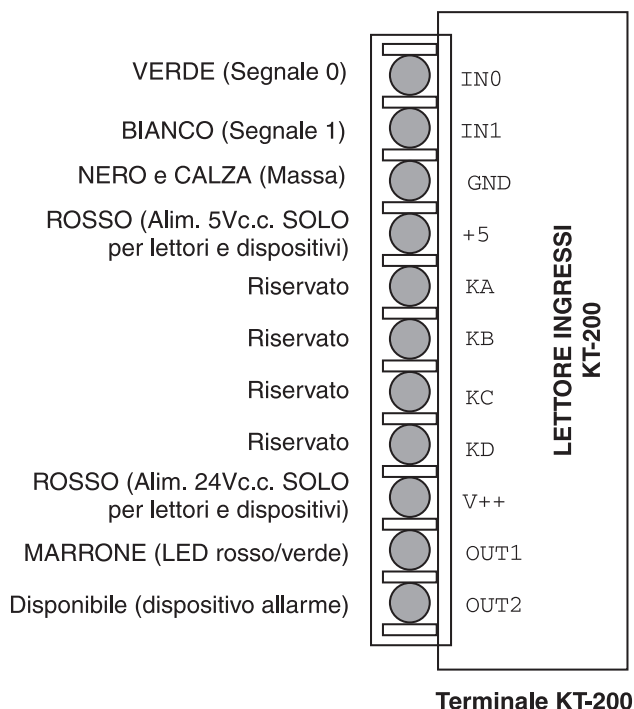 VERDE (Segnale 0)
IN0
BIANCO (Segnale 1)
IN1
NERO e CALZA (Massa)
GND
ROSSO (Alim. 5Vc.c. SOLO
per lettori e dispositivi)
+5
Riservato
KA
Riservato
KB
Riservato
KC
Riservato
KD
ROSSO (Alim. 24Vc.c. SOLO
per lettori e dispositivi)
V++
MARRONE (LED rosso/verde)
OUT1
Disponibile (dispositivo allarme)
OUT2
LETTORE INGRESSI
KT-200
Terminale KT-200